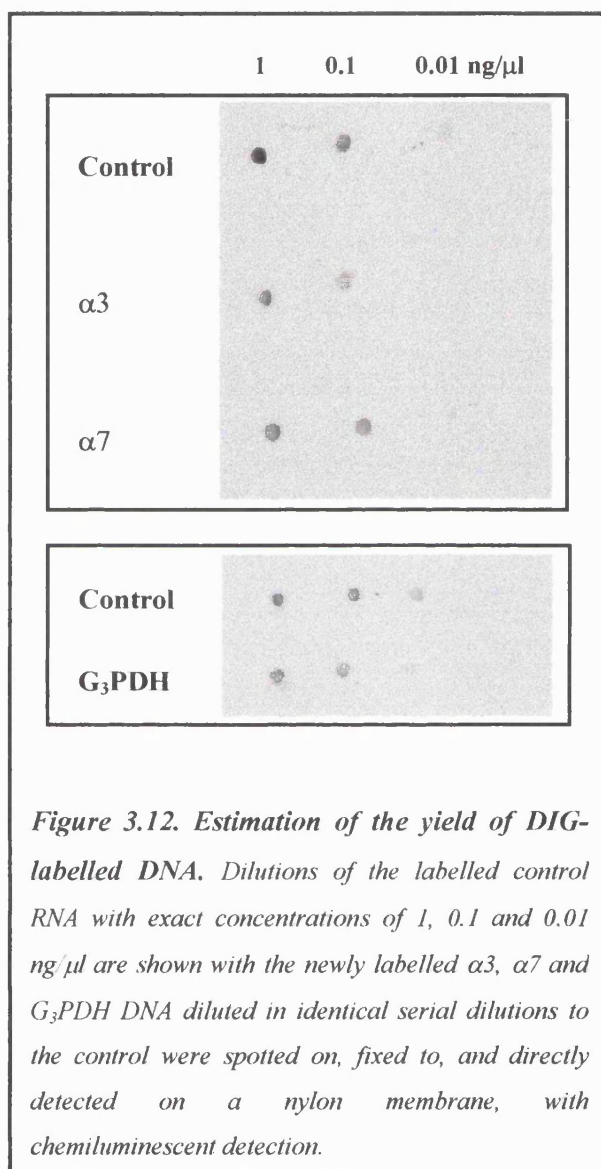 1 0.1 0.01 ng/μl
Control
α3
α7
Control
G₃PDH
Figure 3.12. Estimation of the yield of DIG-
labelled DNA. Dilutions of the labelled control
RNA with exact concentrations of 1, 0.1 and 0.01
ng/μl are shown with the newly labelled α3, α7 and
G₃PDH DNA diluted in identical serial dilutions to
the control were spotted on, fixed to, and directly
detected on a nylon membrane, with
chemiluminescent detection.